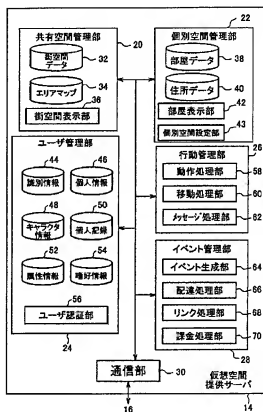 22
共有空間管理部
20
街空間
データ
32
エリアマップ
34
36
街空間表示部
個別空間管理部
部屋データ
38
住所データ
40
42
部屋表示部
43
個別空間設定部
ユーザ管理部
44
46
識別情報
個人情報
48
50
キャラクタ
情報
個人記録
52
54
属性情報
嗜好情報
56
ユーザ認証部
24
26
行動管理部
動作処理部
58
移動処理部
60
メッセージ処理部
62
イベント管理部
イベント生成部
64
配達処理部
66
リンク処理部
68
課金処理部
70
28
通信部
30
仮想空間
提供サーバ
16
14